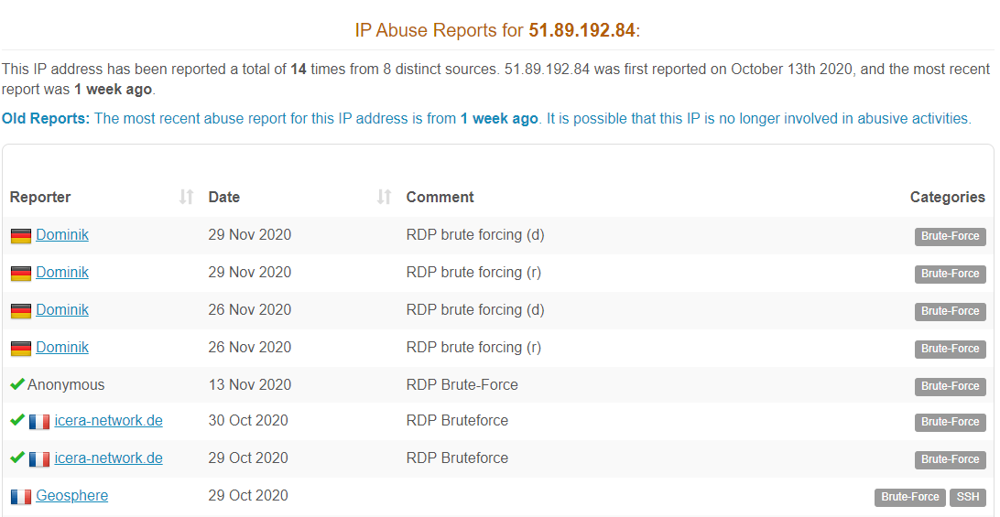 IP Abuse Reports for 51.89.192.84:
This IP address has been reported a total of 14 times from 8 distinct sources. 51.89.192.84 was first reported on October 13th 2020, and the most recent
report was 1 week ago.
Old Reports: The most recent abuse report for this IP address is from 1 week ago. It is possible that this IP is no longer involved in abusive activities.
Reporter Date Comment Categories
Dominik 29 Nov 2020 RDP brute forcing (d) Brute-Force
Dominik 29 Nov 2020 RDP brute forcing (r) Brute-Force
Dominik 26 Nov 2020 RDP brute forcing (d) Brute-Force
Dominik 26 Nov 2020 RDP brute forcing (r) Brute-Force
Anonymous 13 Nov 2020 RDP Brute-Force Brute-Force
icera-network.de 30 Oct 2020 RDP Bruteforce Brute-Force
icera-network.de 29 Oct 2020 RDP Bruteforce Brute-Force
Geosphere 29 Oct 2020 Brute-Force SSH